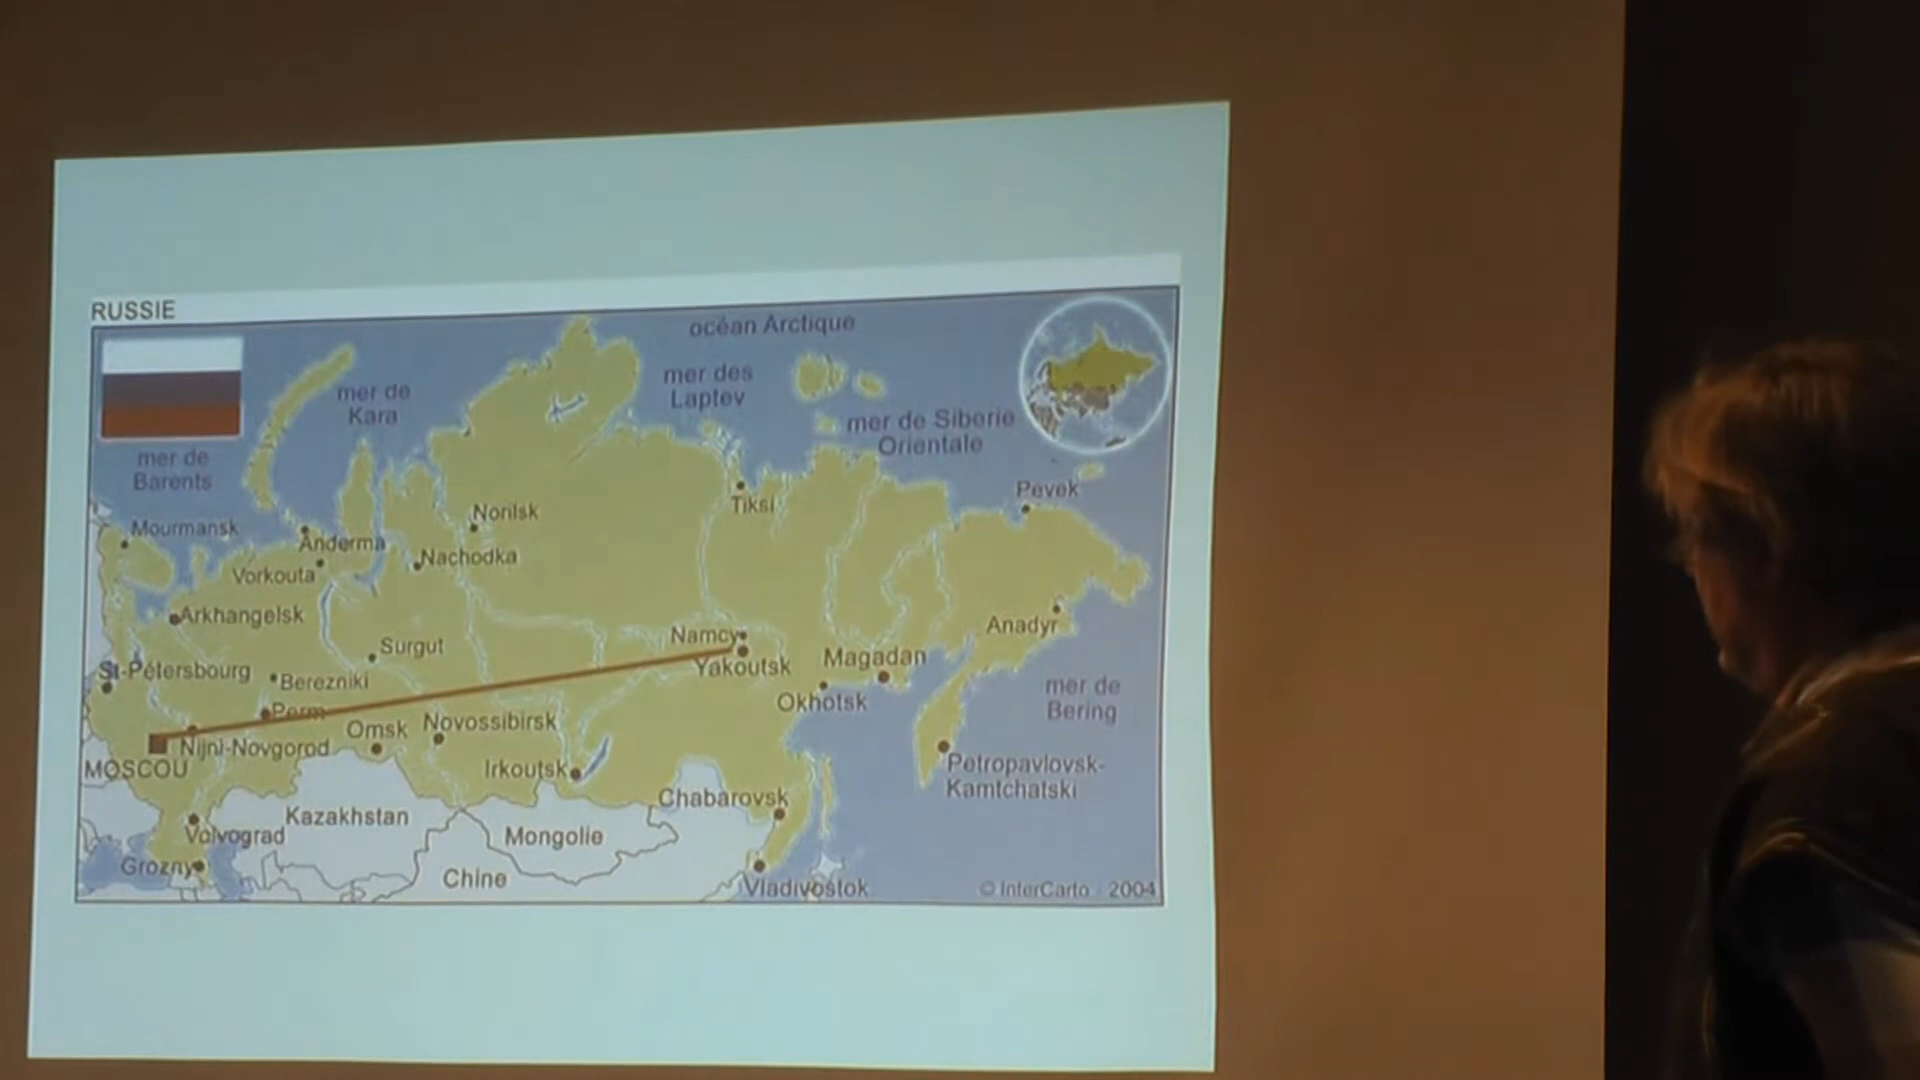 RUSSIE
océan Arctique
mer des
Laptev
mer de
Kara
mer de Siberie
Orientale
mer de
Barents
Pevek
Tiksi
Norilsk
Mourmansk
Anderma
Nachodka
Vorkouta
Arkhangelsk
Anadyr
Namcy
Surgut
Magadan
Yakoutsk
St-Pétersbourg
Berezniki
Okhotsk
mer de
Bering
Perm
Omsk
Novossibirsk
Nijni-Novgorod
MOSCOU
Irkoutsk
Petropavlovsk-
Kamtchatski
Chabarovsk
Kazakhstan
Mongolie
Volvograd
Grozny
Chine
Vladivostok
© InterCarto - 2004